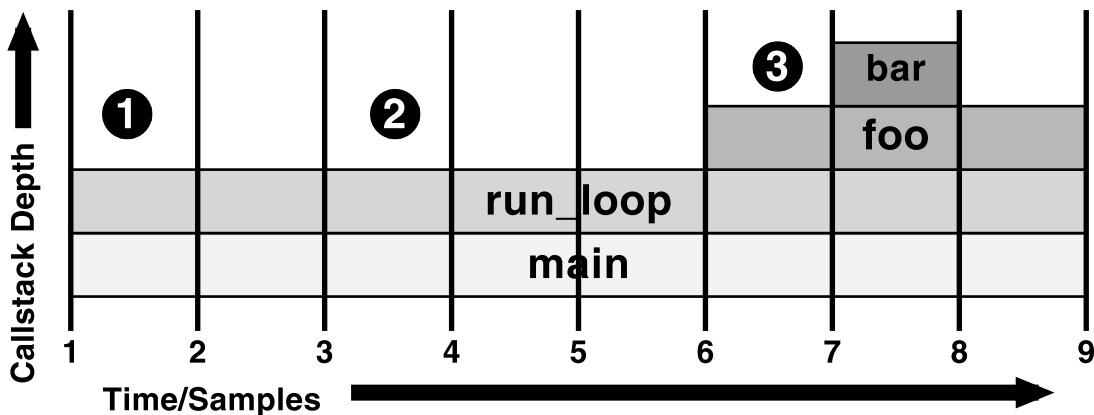 3
bar
1
2
foo
run_loop
main
Callstack Depth
1 2 3 4 5 6 7 8 9
Time/Samples